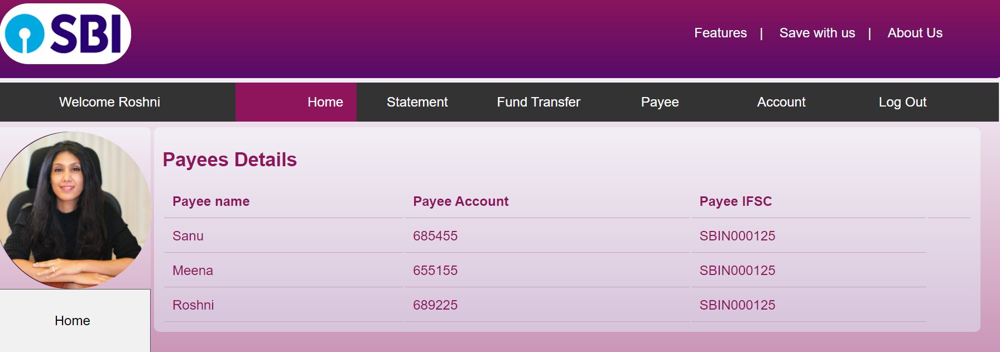 SBI
Features | Save with us | About Us
Welcome Roshni Home Statement Fund Transfer Payee Account Log Out
Payees Details
Payee name Payee Account Payee IFSC
Sanu 685455 SBIN000125
Meena 655155 SBIN000125
Roshni 689225 SBIN000125
Home